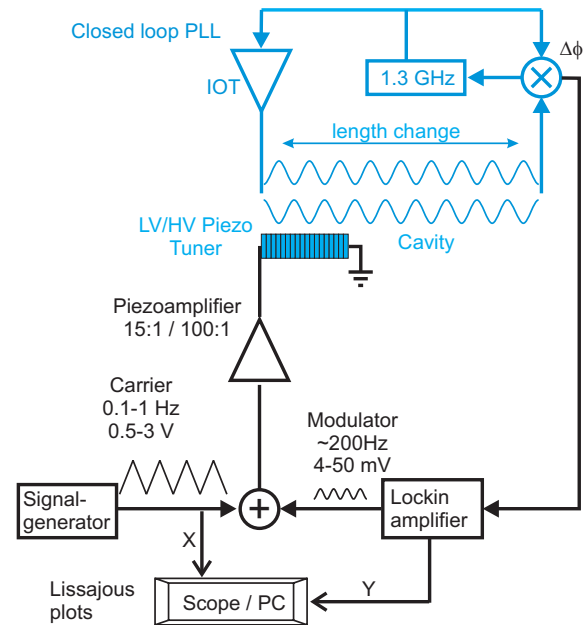 Closed loop PLL
Δϕ
IOT
1.3 GHz
length change
LV/HV Piezo
Tuner
Cavity
Piezoamplifier
15:1 / 100:1
Carrier
0.1-1 Hz
0.5-3 V
Modulator
~200Hz
4-50 mV
Signal-
generator
Lockin
amplifier
X
Y
Lissajous
plots
Scope / PC